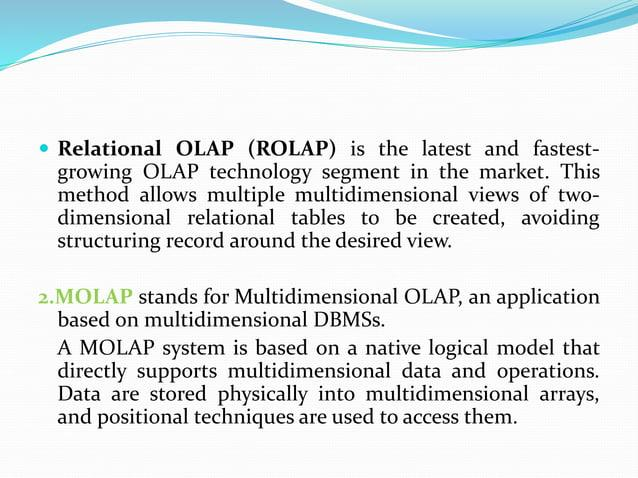 Relational OLAP (ROLAP) is the latest and fastest-
growing OLAP technology segment in the market. This
method allows multiple multidimensional views of two-
dimensional relational tables to be created, avoiding
structuring record around the desired view.
2.MOLAP stands for Multidimensional OLAP, an application
based on multidimensional DBMSs.
A MOLAP system is based on a native logical model that
directly supports multidimensional data and operations.
Data are stored physically into multidimensional arrays,
and positional techniques are used to access them.